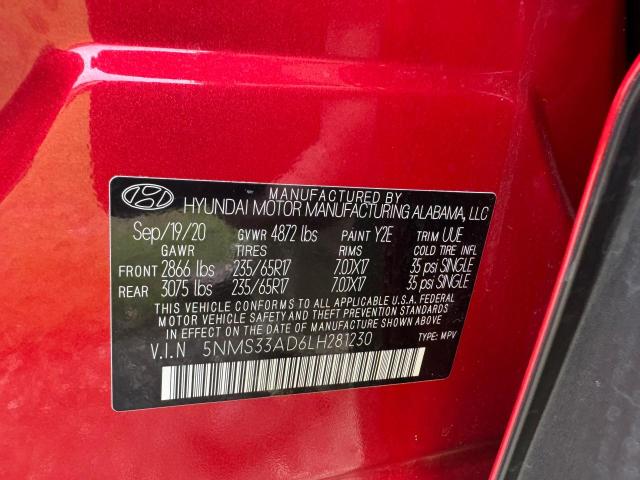 MANUFACTURED BY
HYUNDAI MOTOR MANUFACTURING ALABAMA, LLC
Sep/19/20 GVWR 4872 lbs PAINT Y2E TRIM UUE
GAWR TIRES RIMS COLD TIRE INFL
FRONT 2866 lbs 235/65R17 7.0JX17 35 psi SINGLE
REAR 3075 lbs 235/65R17 7.0JX17 35 psi SINGLE
THIS VEHICLE CONFORMS TO ALL APPLICABLE U.S.A. FEDERAL
MOTOR VEHICLE SAFETY AND THEFT PREVENTION STANDARDS
IN EFFECT ON THE DATE OF MANUFACTURE SHOWN ABOVE.
V.I.N 5NMS33AD6LH281230 TYPE: MPV